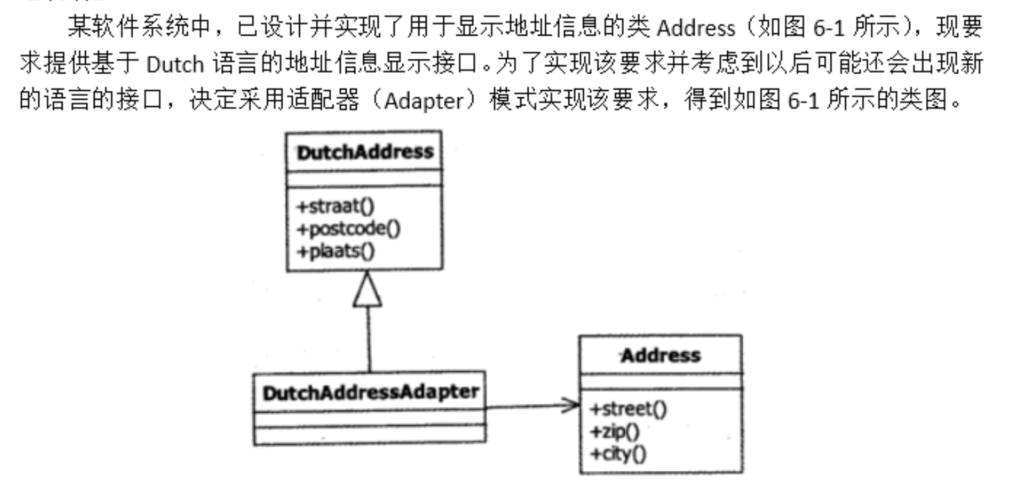 某软件系统中，已设计并实现了用于显示地址信息的类 Address（如图 6-1 所示），现要
求提供基于 Dutch 语言的地址信息显示接口。为了实现该要求并考虑到以后可能还会出现新
的语言的接口，决定采用适配器（Adapter）模式实现该要求，得到如图 6-1 所示的类图。
DutchAddress
+straat()
+postcode()
+plaats()
DutchAddressAdapter
Address
+street()
+zip()
+city()